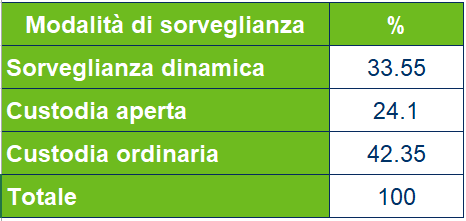 Modalità di sorveglianza %
Sorveglianza dinamica 33.55
Custodia aperta 24.1
Custodia ordinaria 42.35
Totale 100